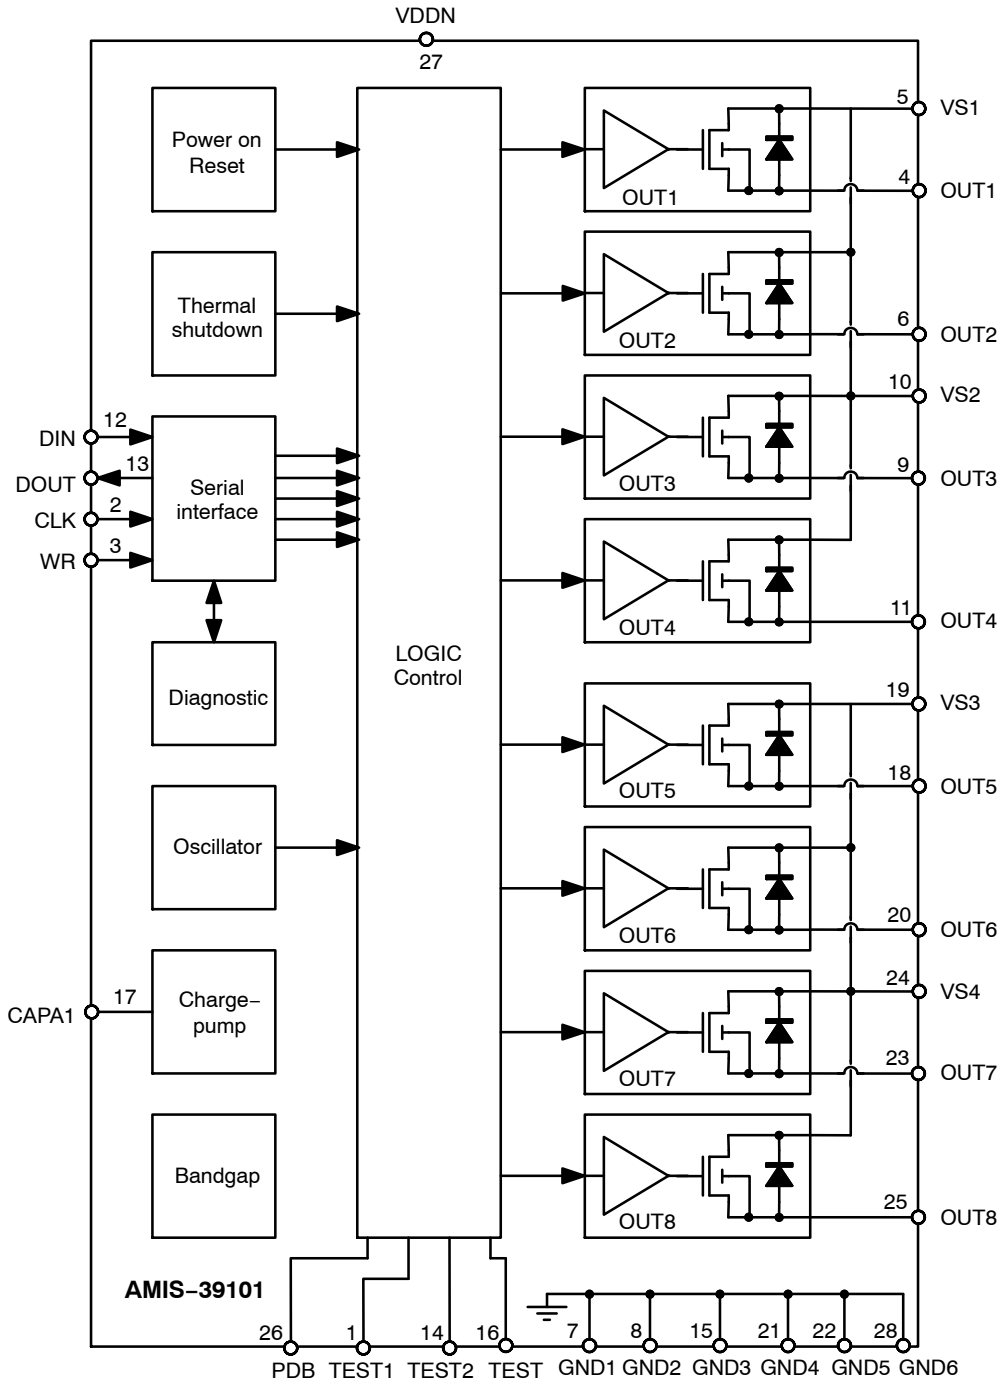 VDDN
27
Power on
Reset
Thermal
shutdown
DIN
12
DOUT
13
CLK
2
WR
3
Serial
interface
Diagnostic
Oscillator
CAPA1
17
Charge–
pump
Bandgap
LOGIC
Control
OUT1
5
VS1
4
OUT1
OUT2
6
OUT2
OUT3
10
VS2
9
OUT3
OUT4
11
OUT4
OUT5
19
VS3
18
OUT5
OUT6
20
OUT6
OUT7
24
VS4
23
OUT7
OUT8
25
OUT8
AMIS–39101
26
PDB
1
TEST1
14
TEST2
16
TEST
7
GND1
8
GND2
15
GND3
21
GND4
22
GND5
28
GND6